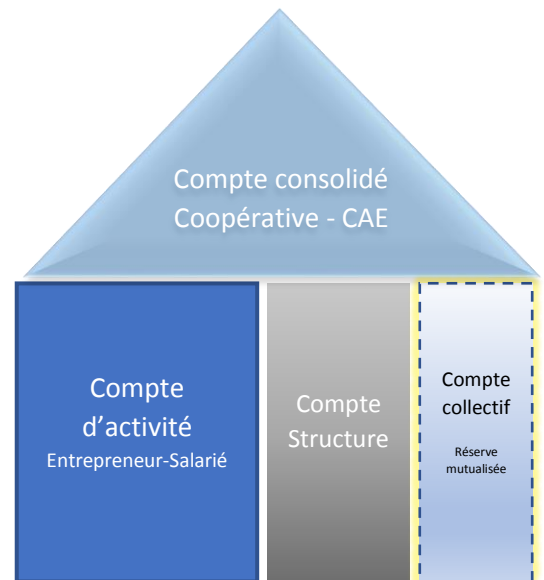 Compte consolidé
Coopérative - CAE
Compte
d’activité
Entrepreneur-Salarié
Compte
Structure
Compte
collectif
Réserve
mutualisée